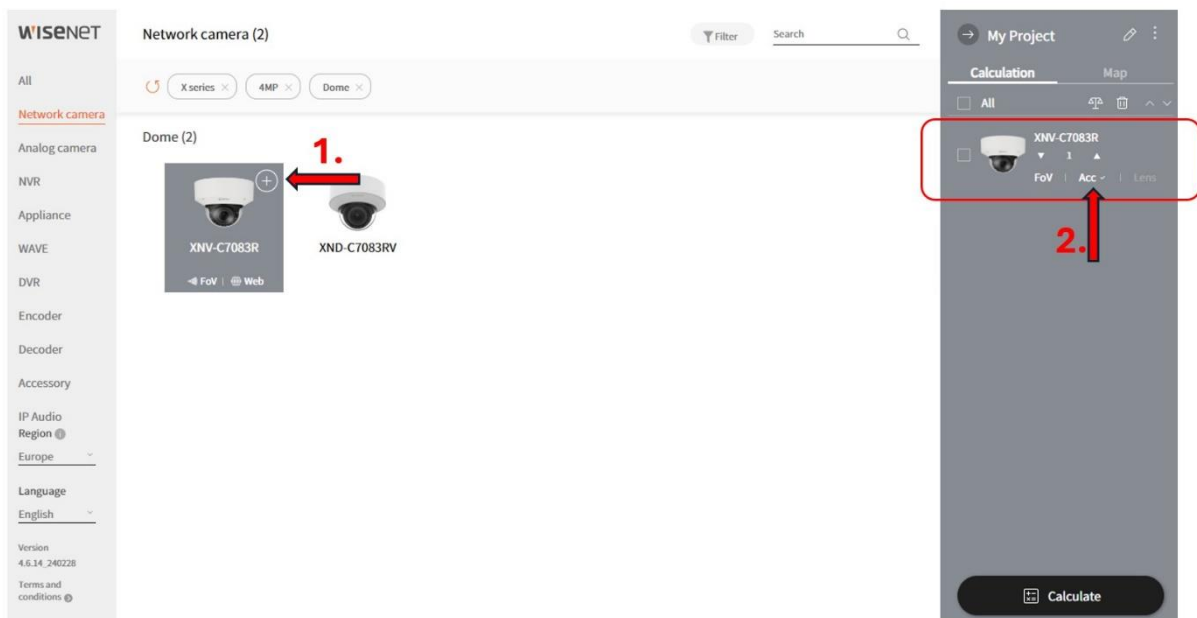 WISENET
All
Network camera
Analog camera
NVR
Appliance
WAVE
DVR
Encoder
Decoder
Accessory
IP Audio
Region
Europe
Language
English
Version
4.6.14_240228
Terms and
conditions
Network camera (2)
Filter
Search
X series
4MP
Dome
Dome (2)
1.
XNV-C7083R
FoV | Web
XND-C7083RV
My Project
Calculation Map
All
XNV-C7083R
1
FoV | Acc | Lens
2.
Calculate